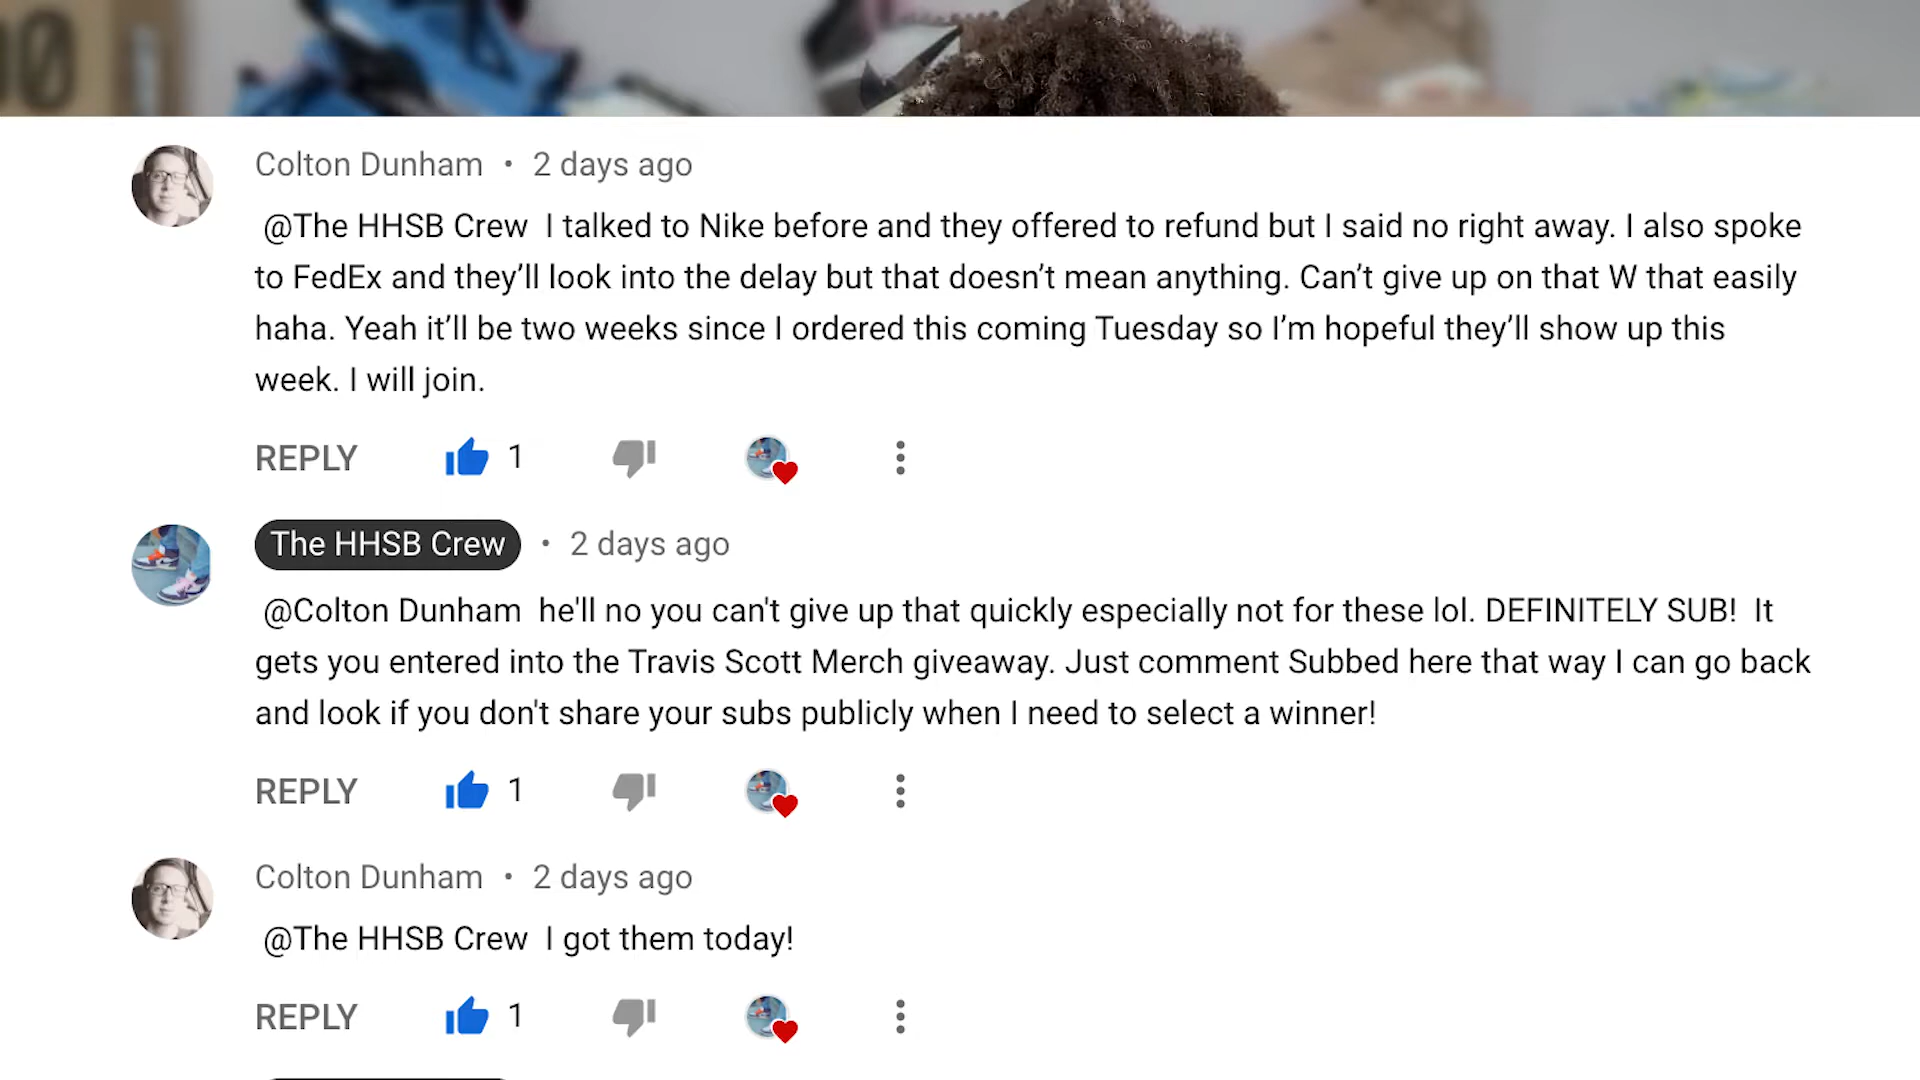 00
Colton Dunham • 2 days ago
@The HHSB Crew I talked to Nike before and they offered to refund but I said no right away. I also spoke
to FedEx and they’ll look into the delay but that doesn’t mean anything. Can’t give up on that W that easily
haha. Yeah it’ll be two weeks since I ordered this coming Tuesday so I’m hopeful they’ll show up this
week. I will join.
REPLY 1
The HHSB Crew • 2 days ago
@Colton Dunham he'll no you can't give up that quickly especially not for these lol. DEFINITELY SUB! It
gets you entered into the Travis Scott Merch giveaway. Just comment Subbed here that way I can go back
and look if you don't share your subs publicly when I need to select a winner!
REPLY 1
Colton Dunham • 2 days ago
@The HHSB Crew I got them today!
REPLY 1